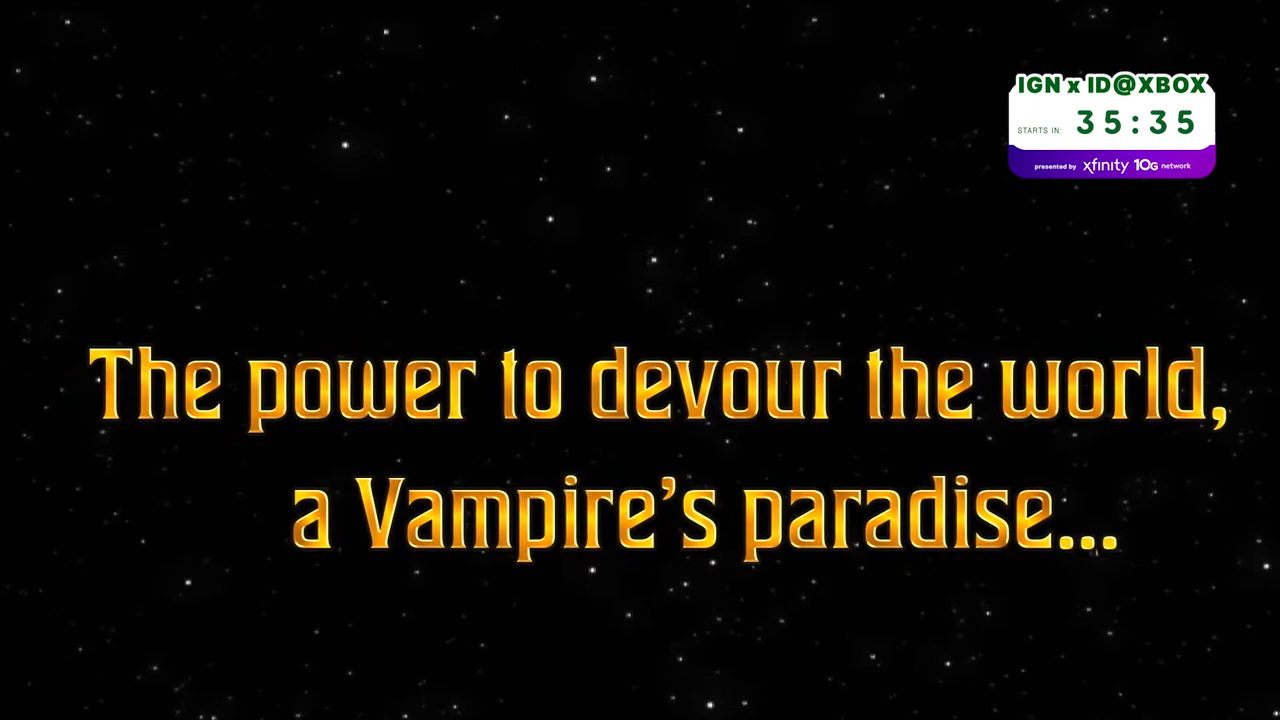 IGN x ID@XBOX
STARTS IN: 35:35
presented by xfinity 10G network
The power to devour the world,
a Vampire's paradise...